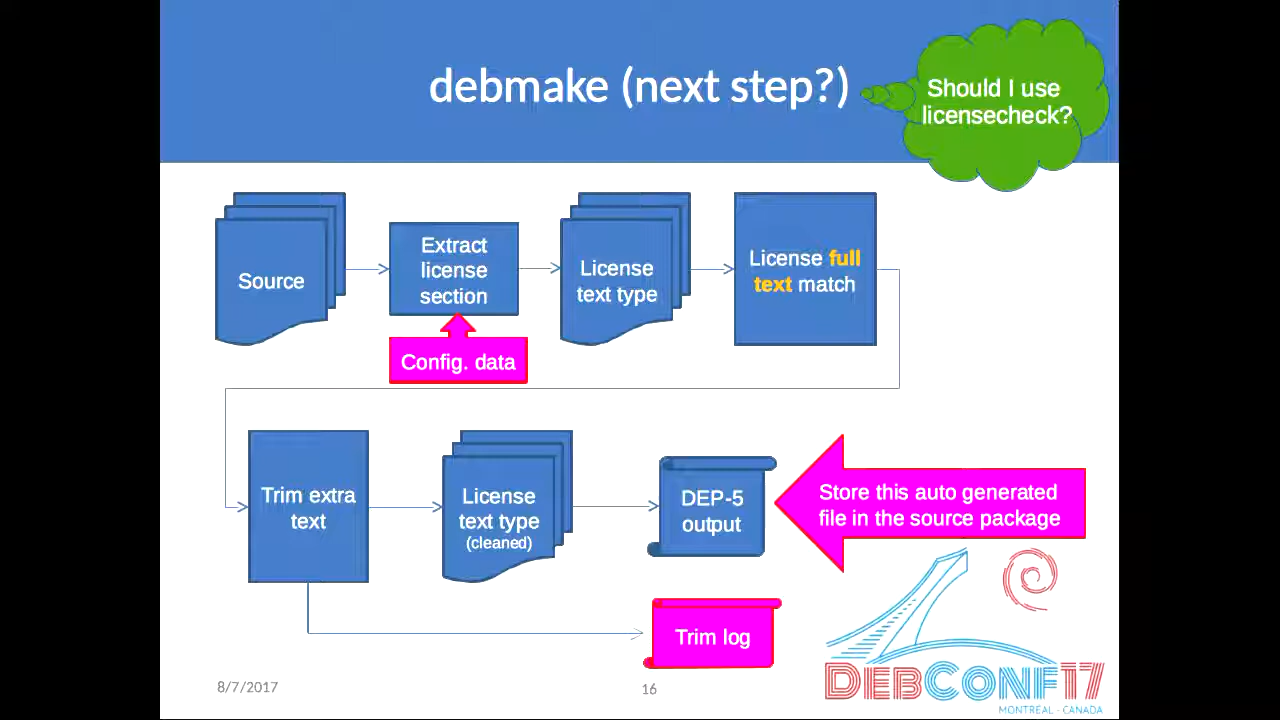 debmake (next step?)
Should I use
licensecheck?
Source
Extract
license
section
License
text type
License full
text match
Config. data
Trim extra
text
License
text type
(cleaned)
DEP-5
output
Store this auto generated
file in the source package
Trim log
8/7/2017
16
DEBCONF17
MONTREAL - CANADA